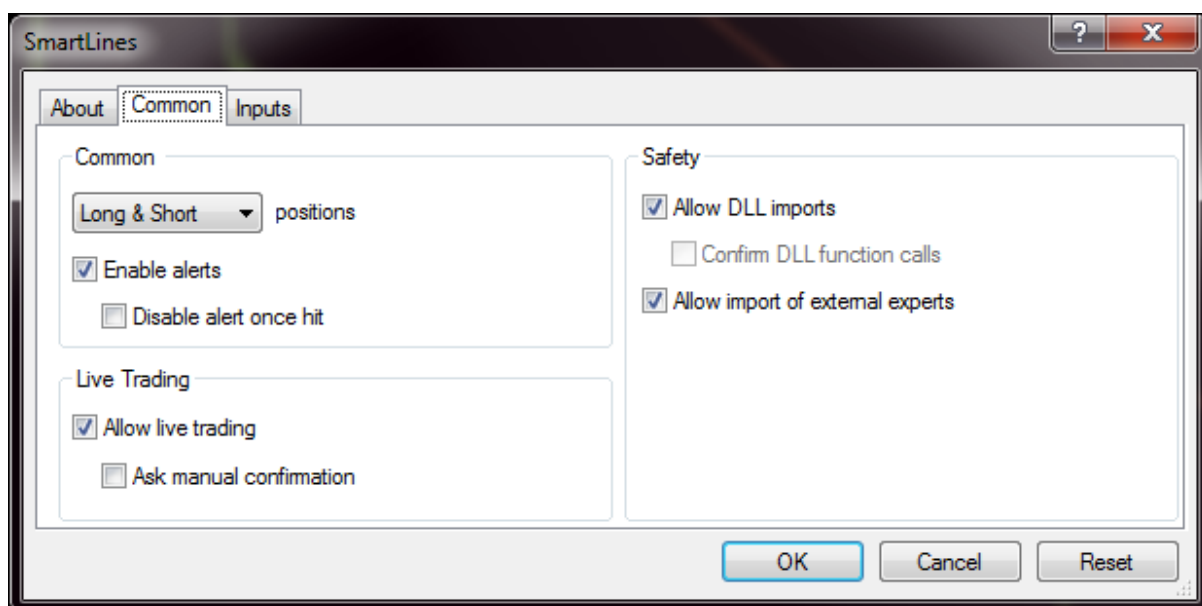 SmartLines
?
X
About
Common
Inputs
Common
Long & Short positions
Enable alerts
Disable alert once hit
Live Trading
Allow live trading
Ask manual confirmation
Safety
Allow DLL imports
Confirm DLL function calls
Allow import of external experts
OK
Cancel
Reset